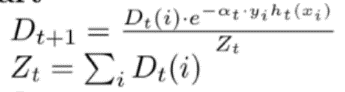 D_{t+1} = \frac{D_t(i) \cdot e^{-\alpha_t \cdot y_i h_t(x_i)}}{Z_t}
Z_t = \sum_i D_t(i)